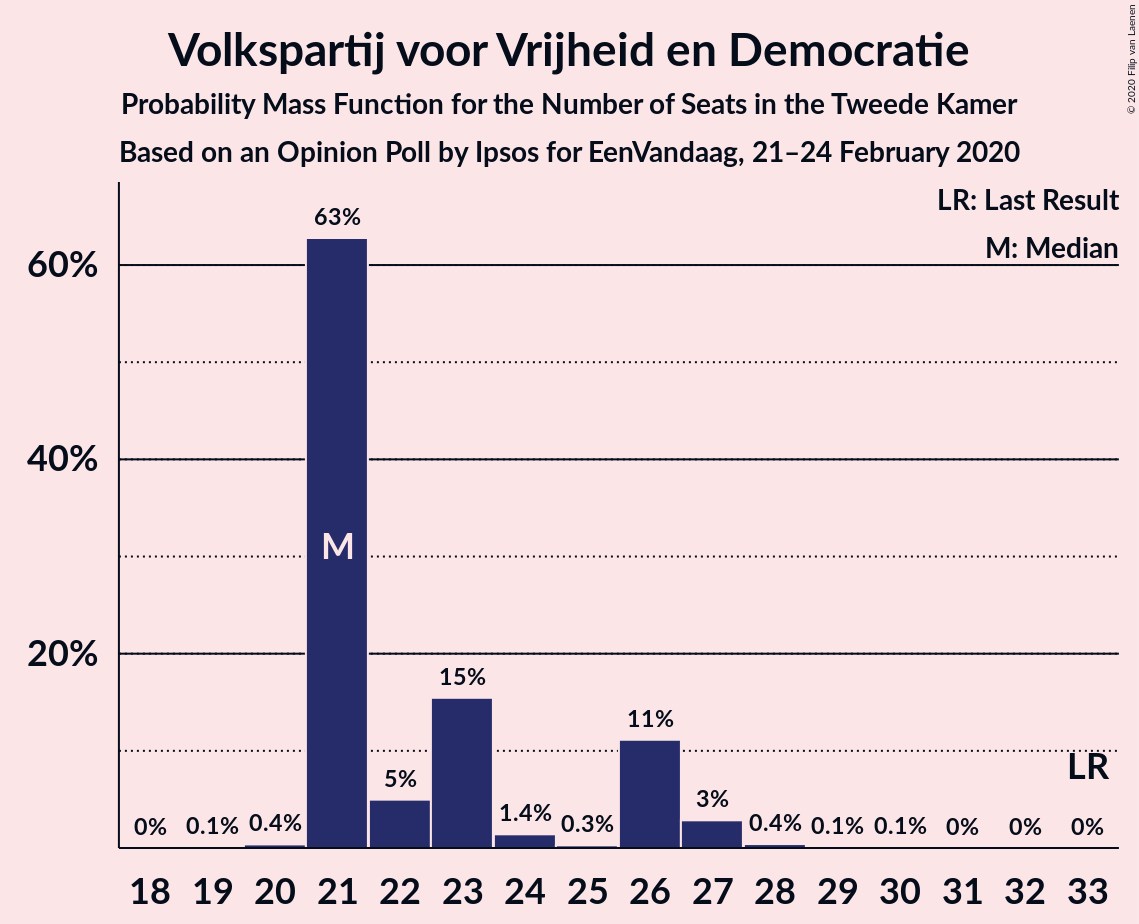 Volkspartij voor Vrijheid en Democratie
Probability Mass Function for the Number of Seats in the Tweede Kamer
Based on an Opinion Poll by Ipsos for EenVandaag, 21–24 February 2020
© 2020 Filip van Laenen
LR: Last Result
M: Median
60%
40%
20%
0%
0.1%
0.4%
63%
5%
15%
1.4%
0.3%
11%
3%
0.4%
0.1%
0.1%
0%
0%
0%
M
LR
18 19 20 21 22 23 24 25 26 27 28 29 30 31 32 33